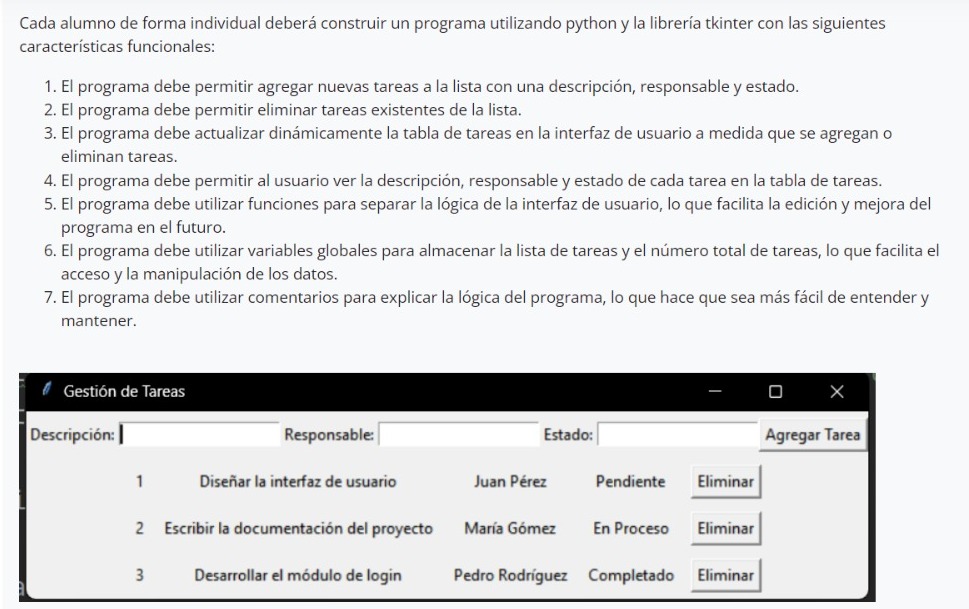 Cada alumno de forma individual deberá construir un programa utilizando python y la librería tkinter con las siguientes
características funcionales:
1. El programa debe permitir agregar nuevas tareas a la lista con una descripción, responsable y estado.
2. El programa debe permitir eliminar tareas existentes de la lista.
3. El programa debe actualizar dinámicamente la tabla de tareas en la interfaz de usuario a medida que se agregan o
eliminan tareas.
4. El programa debe permitir al usuario ver la descripción, responsable y estado de cada tarea en la tabla de tareas.
5. El programa debe utilizar funciones para separar la lógica de la interfaz de usuario, lo que facilita la edición y mejora del
programa en el futuro.
6. El programa debe utilizar variables globales para almacenar la lista de tareas y el número total de tareas, lo que facilita el
acceso y la manipulación de los datos.
7. El programa debe utilizar comentarios para explicar la lógica del programa, lo que hace que sea más fácil de entender y
mantener.
Gestión de Tareas
Descripción: Responsable: Estado: Agregar Tarea
1 Diseñar la interfaz de usuario Juan Pérez Pendiente Eliminar
2 Escribir la documentación del proyecto María Gómez En Proceso Eliminar
3 Desarrollar el módulo de login Pedro Rodríguez Completado Eliminar